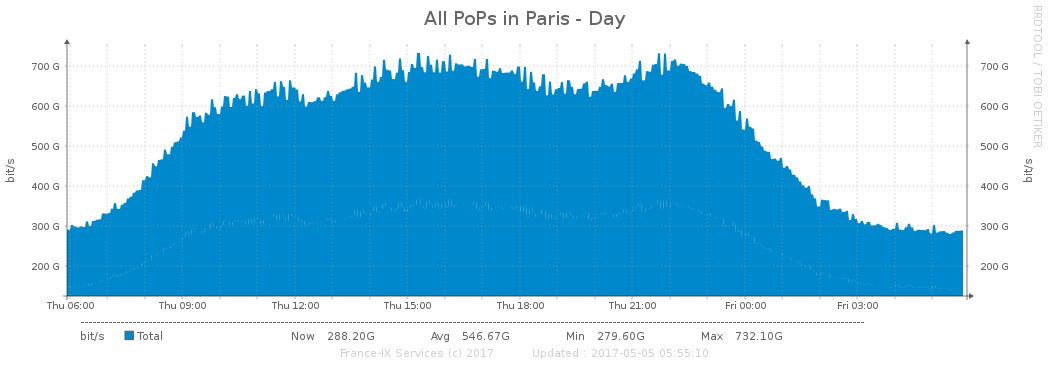 All PoPs in Paris - Day
RRDTOOL / TOBI OETIKER
bit/s
700 G 700 G
600 G 600 G
500 G 500 G
400 G 400 G
300 G 300 G
200 G 200 G
bit/s
Thu 06:00 Thu 09:00 Thu 12:00 Thu 15:00 Thu 18:00 Thu 21:00 Fri 00:00 Fri 03:00
bit/s Total Now 288.20G Avg 546.67G Min 279.60G Max 732.10G
France-IX Services (c) 2017 Updated : 2017-05-05 05:55:10